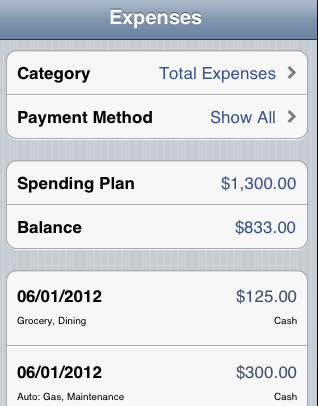 Expenses
Category Total Expenses
Payment Method Show All
Spending Plan $1,300.00
Balance $833.00
06/01/2012 $125.00
Grocery, Dining Cash
06/01/2012 $300.00
Auto: Gas, Maintenance Cash